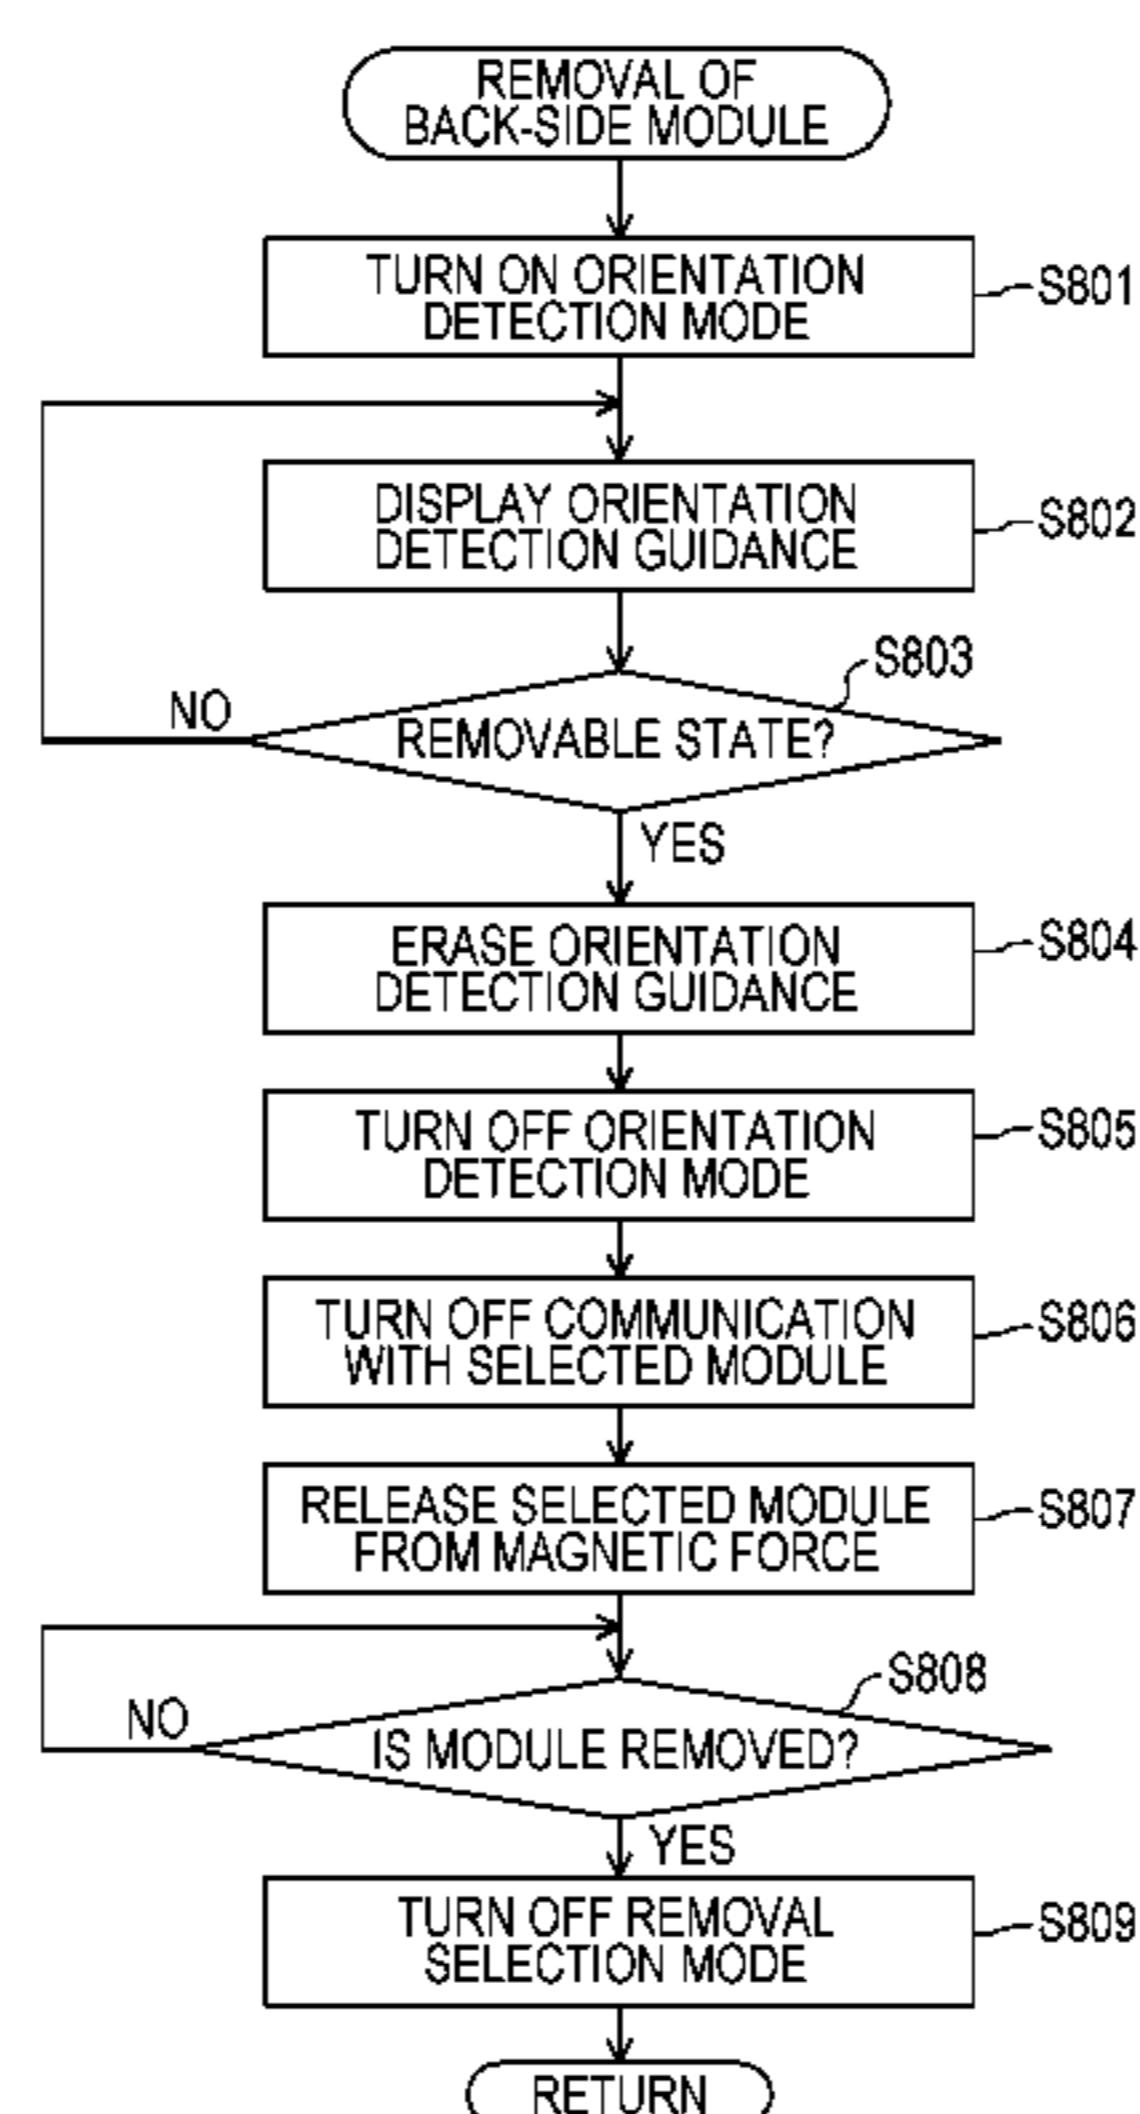 REMOVAL OF
BACK-SIDE MODULE
TURN ON ORIENTATION
DETECTION MODE
S801
DISPLAY ORIENTATION
DETECTION GUIDANCE
S802
S803
NO
REMOVABLE STATE?
YES
ERASE ORIENTATION
DETECTION GUIDANCE
S804
TURN OFF ORIENTATION
DETECTION MODE
S805
TURN OFF COMMUNICATION
WITH SELECTED MODULE
S806
RELEASE SELECTED MODULE
FROM MAGNETIC FORCE
S807
S808
NO
IS MODULE REMOVED?
YES
TURN OFF REMOVAL
SELECTION MODE
S809
RETURN